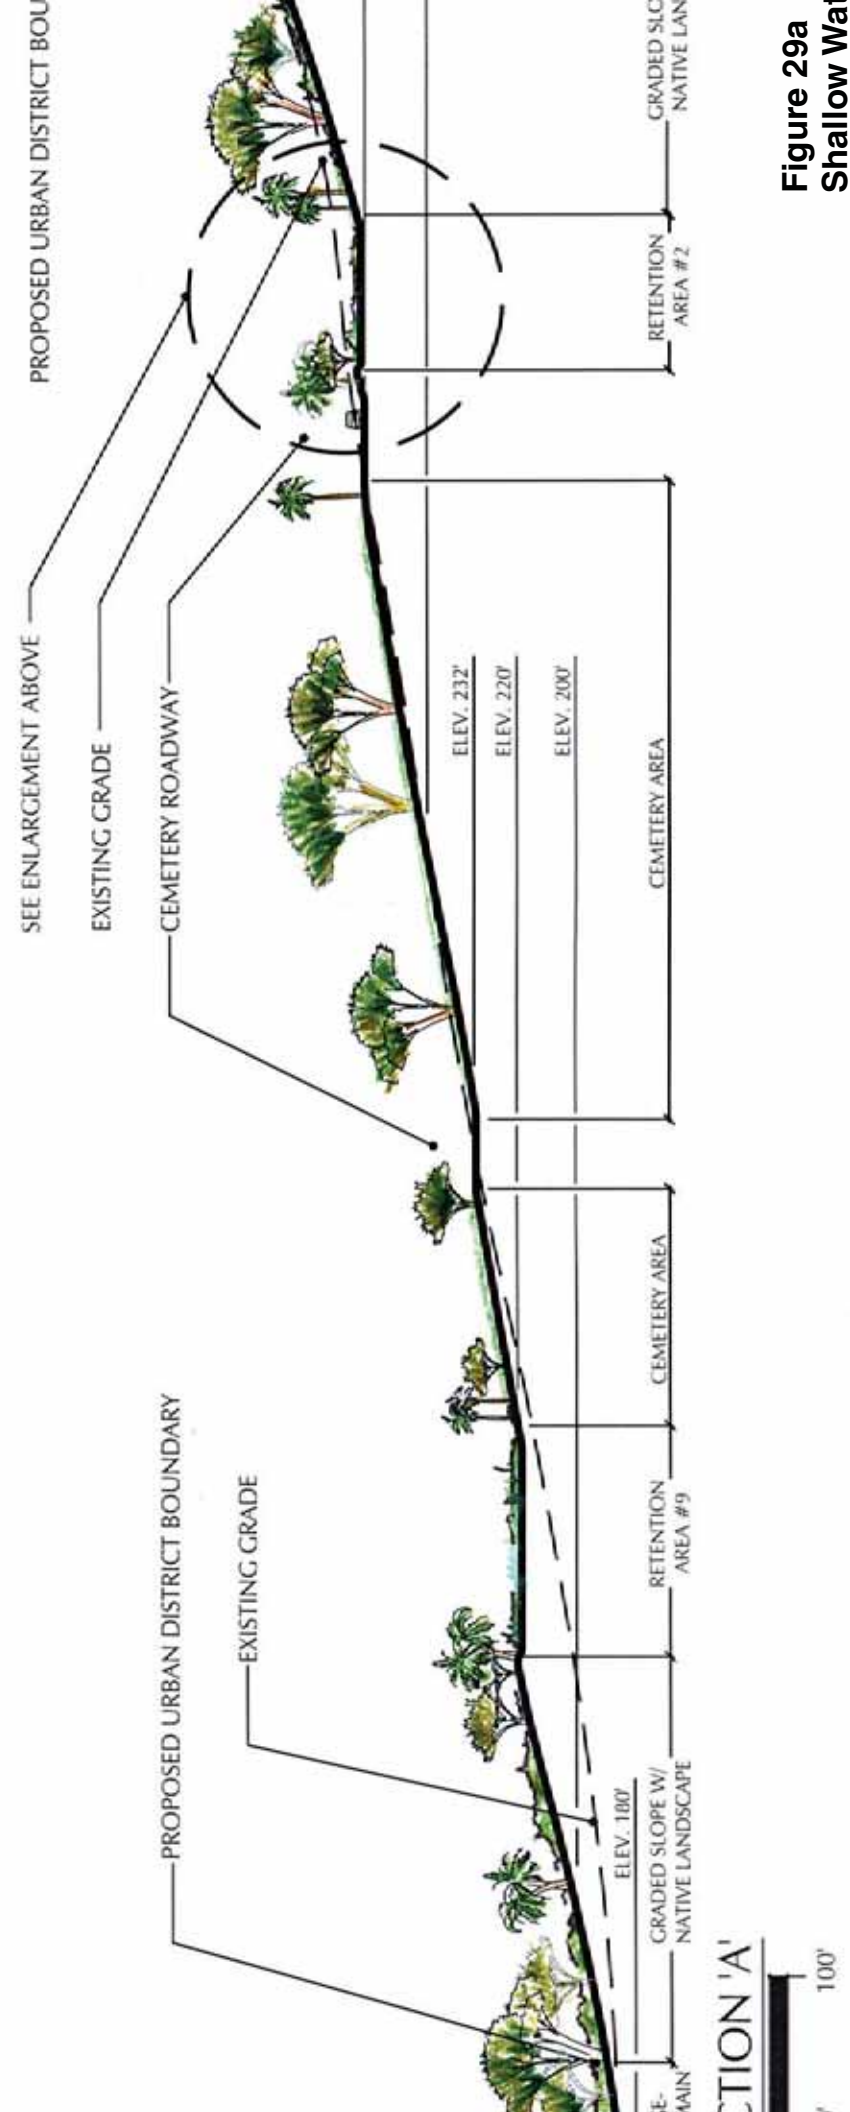 PROPOSED URBAN DISTRICT BOU
SEE ENLARGEMENT ABOVE
EXISTING GRADE
CEMETERY ROADWAY
PROPOSED URBAN DISTRICT BOUNDARY
EXISTING GRADE
ELEV. 232'
ELEV. 220'
ELEV. 200'
ELEV. 180'
MAIN
GRADED SLOPE W/
NATIVE LANDSCAPE
RETENTION
AREA #9
CEMETERY AREA
CEMETERY AREA
RETENTION
AREA #2
GRADED SLO
NATIVE LAN
CTION 'A'
100'
Figure 29a
Shallow Wat